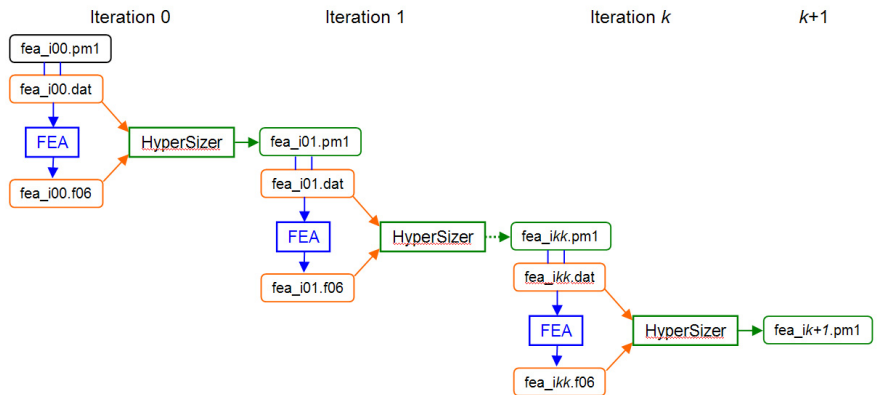 Iteration 0
Iteration 1
Iteration k
k+1
fea_i00.pm1
fea_i00.dat
FEA
HyperSizer
fea_i00.f06
fea_i01.pm1
fea_i01.dat
FEA
HyperSizer
fea_i01.f06
fea_ikk.pm1
fea_ikk.dat
FEA
HyperSizer
fea_ikk.f06
fea_ik+1.pm1